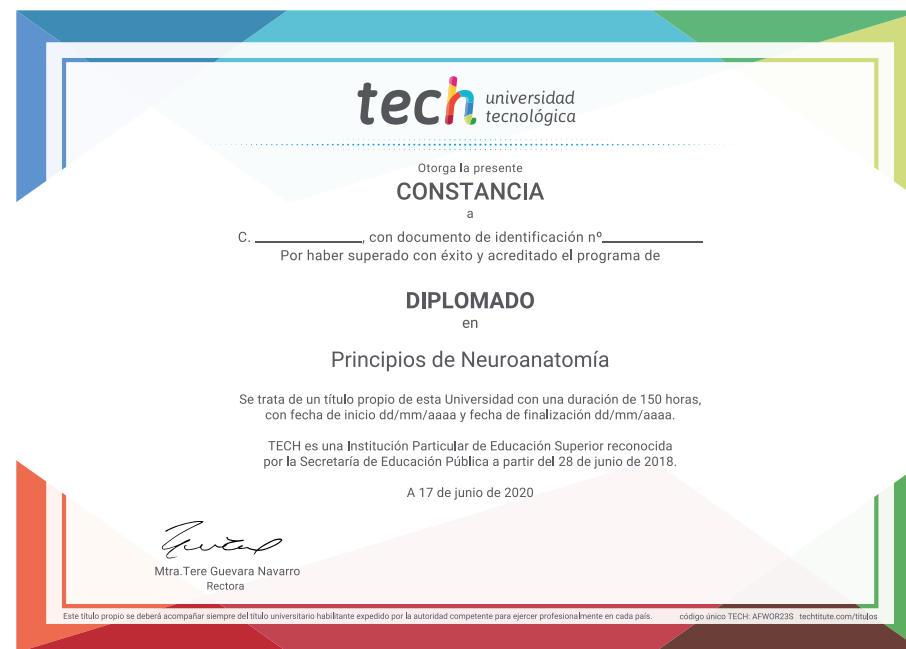 tech universidad
tecnológica
Otorga la presente
CONSTANCIA
a
C. ____________, con documento de identificación nº____________
Por haber superado con éxito y acreditado el programa de
DIPLOMADO
en
Principios de Neuroanatomía
Se trata de un título propio de esta Universidad con una duración de 150 horas,
con fecha de inicio dd/mm/aaaa y fecha de finalización dd/mm/aaaa.
TECH es una Institución Particular de Educación Superior reconocida
por la Secretaría de Educación Pública a partir del 28 de junio de 2018.
A 17 de junio de 2020
Mtra.Tere Guevara Navarro
Rectora
Este título propio se deberá acompañar siempre del título universitario habilitante expedido por la autoridad competente para ejercer profesionalmente en cada país. código único TECH: AFWOR23S techtitute.com/titulos